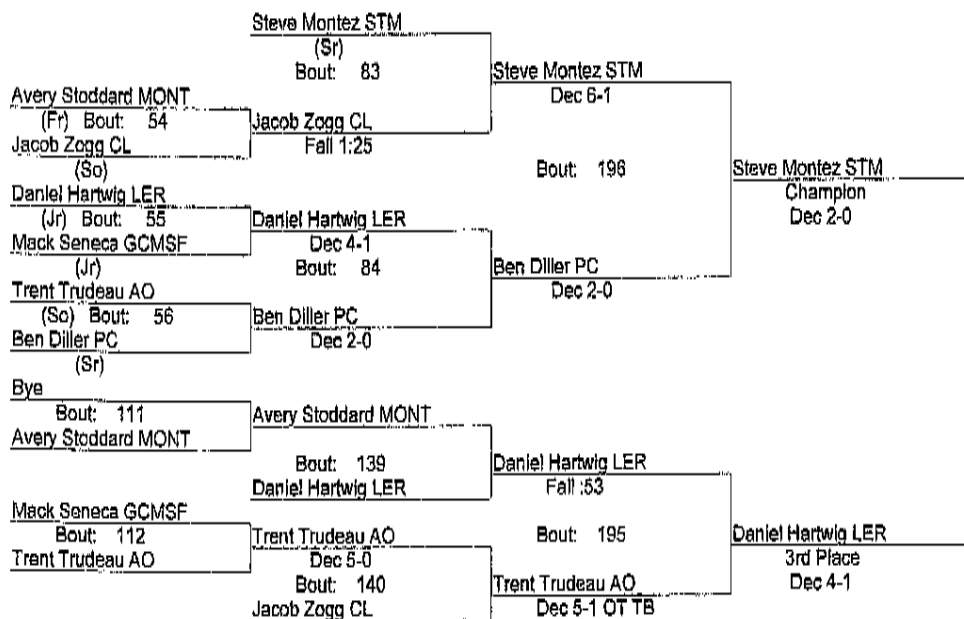 Steve Montez STM
(Sr)
Bout: 83
Steve Montez STM
Dec 6-1
Avery Stoddard MONT
(Fr) Bout: 54
Jacob Zogg CL
Jacob Zogg CL
Fall 1:25
(So)
Bout: 196
Steve Montez STM
Champion
Dec 2-0
Daniel Hartwig LER
(Jr) Bout: 55
Daniel Hartwig LER
Mack Seneca GCMSF
Dec 4-1
(Jr)
Bout: 84
Ben Diller PC
Dec 2-0
Trent Trudeau AO
(So) Bout: 56
Ben Diller PC
Ben Diller PC
Dec 2-0
(Sr)
Bye
Bout: 111
Avery Stoddard MONT
Avery Stoddard MONT
Bout: 139
Daniel Hartwig LER
Daniel Hartwig LER
Fall :53
Mack Seneca GCMSF
Bout: 112
Trent Trudeau AO
Bout: 195
Daniel Hartwig LER
Trent Trudeau AO
Dec 5-0
3rd Place
Bout: 140
Trent Trudeau AO
Dec 4-1
Jacob Zogg CL
Dec 5-1 OT TB